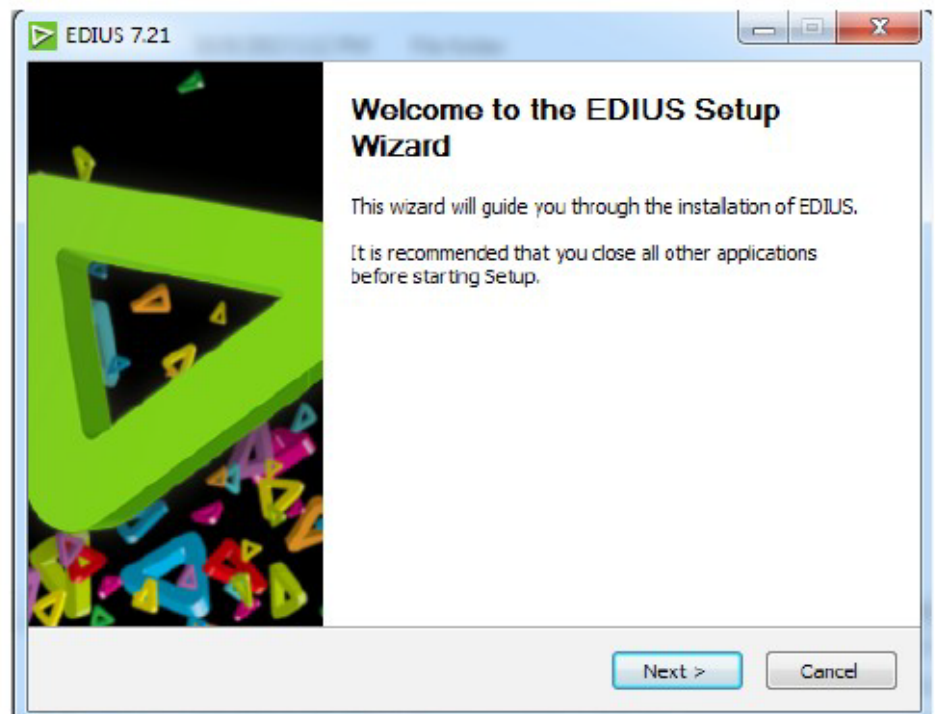 EDIUS 7.21
Welcome to the EDIUS Setup
Wizard
This wizard will guide you through the installation of EDIUS.
It is recommended that you close all other applications
before starting Setup.
Next >
Cancel